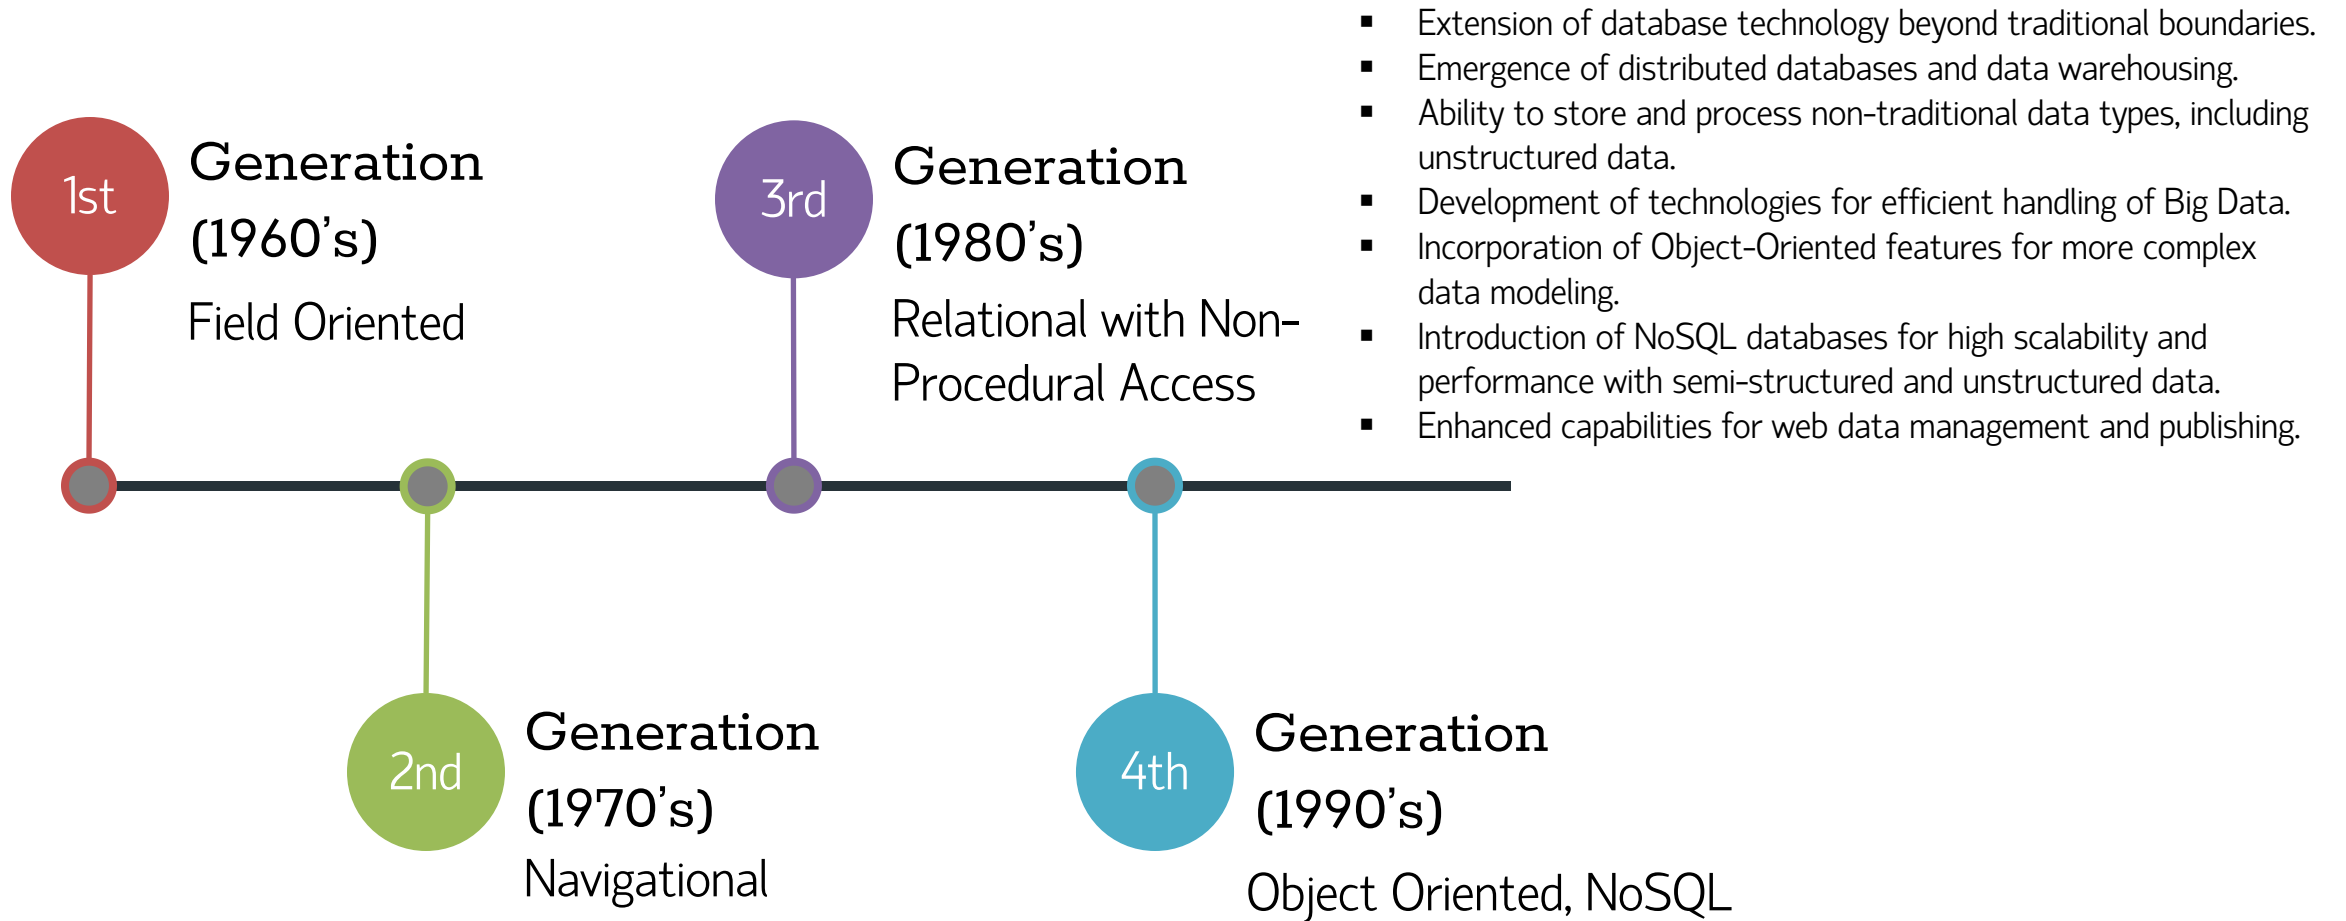 1st
Generation
(1960's)
Field Oriented
2nd
Generation
(1970's)
Navigational
3rd
Generation
(1980's)
Relational with Non-
Procedural Access
4th
Generation
(1990's)
Object Oriented, NoSQL
▪ Extension of database technology beyond traditional boundaries.
▪ Emergence of distributed databases and data warehousing.
▪ Ability to store and process non-traditional data types, including
unstructured data.
▪ Development of technologies for efficient handling of Big Data.
▪ Incorporation of Object-Oriented features for more complex
data modeling.
▪ Introduction of NoSQL databases for high scalability and
performance with semi-structured and unstructured data.
▪ Enhanced capabilities for web data management and publishing.